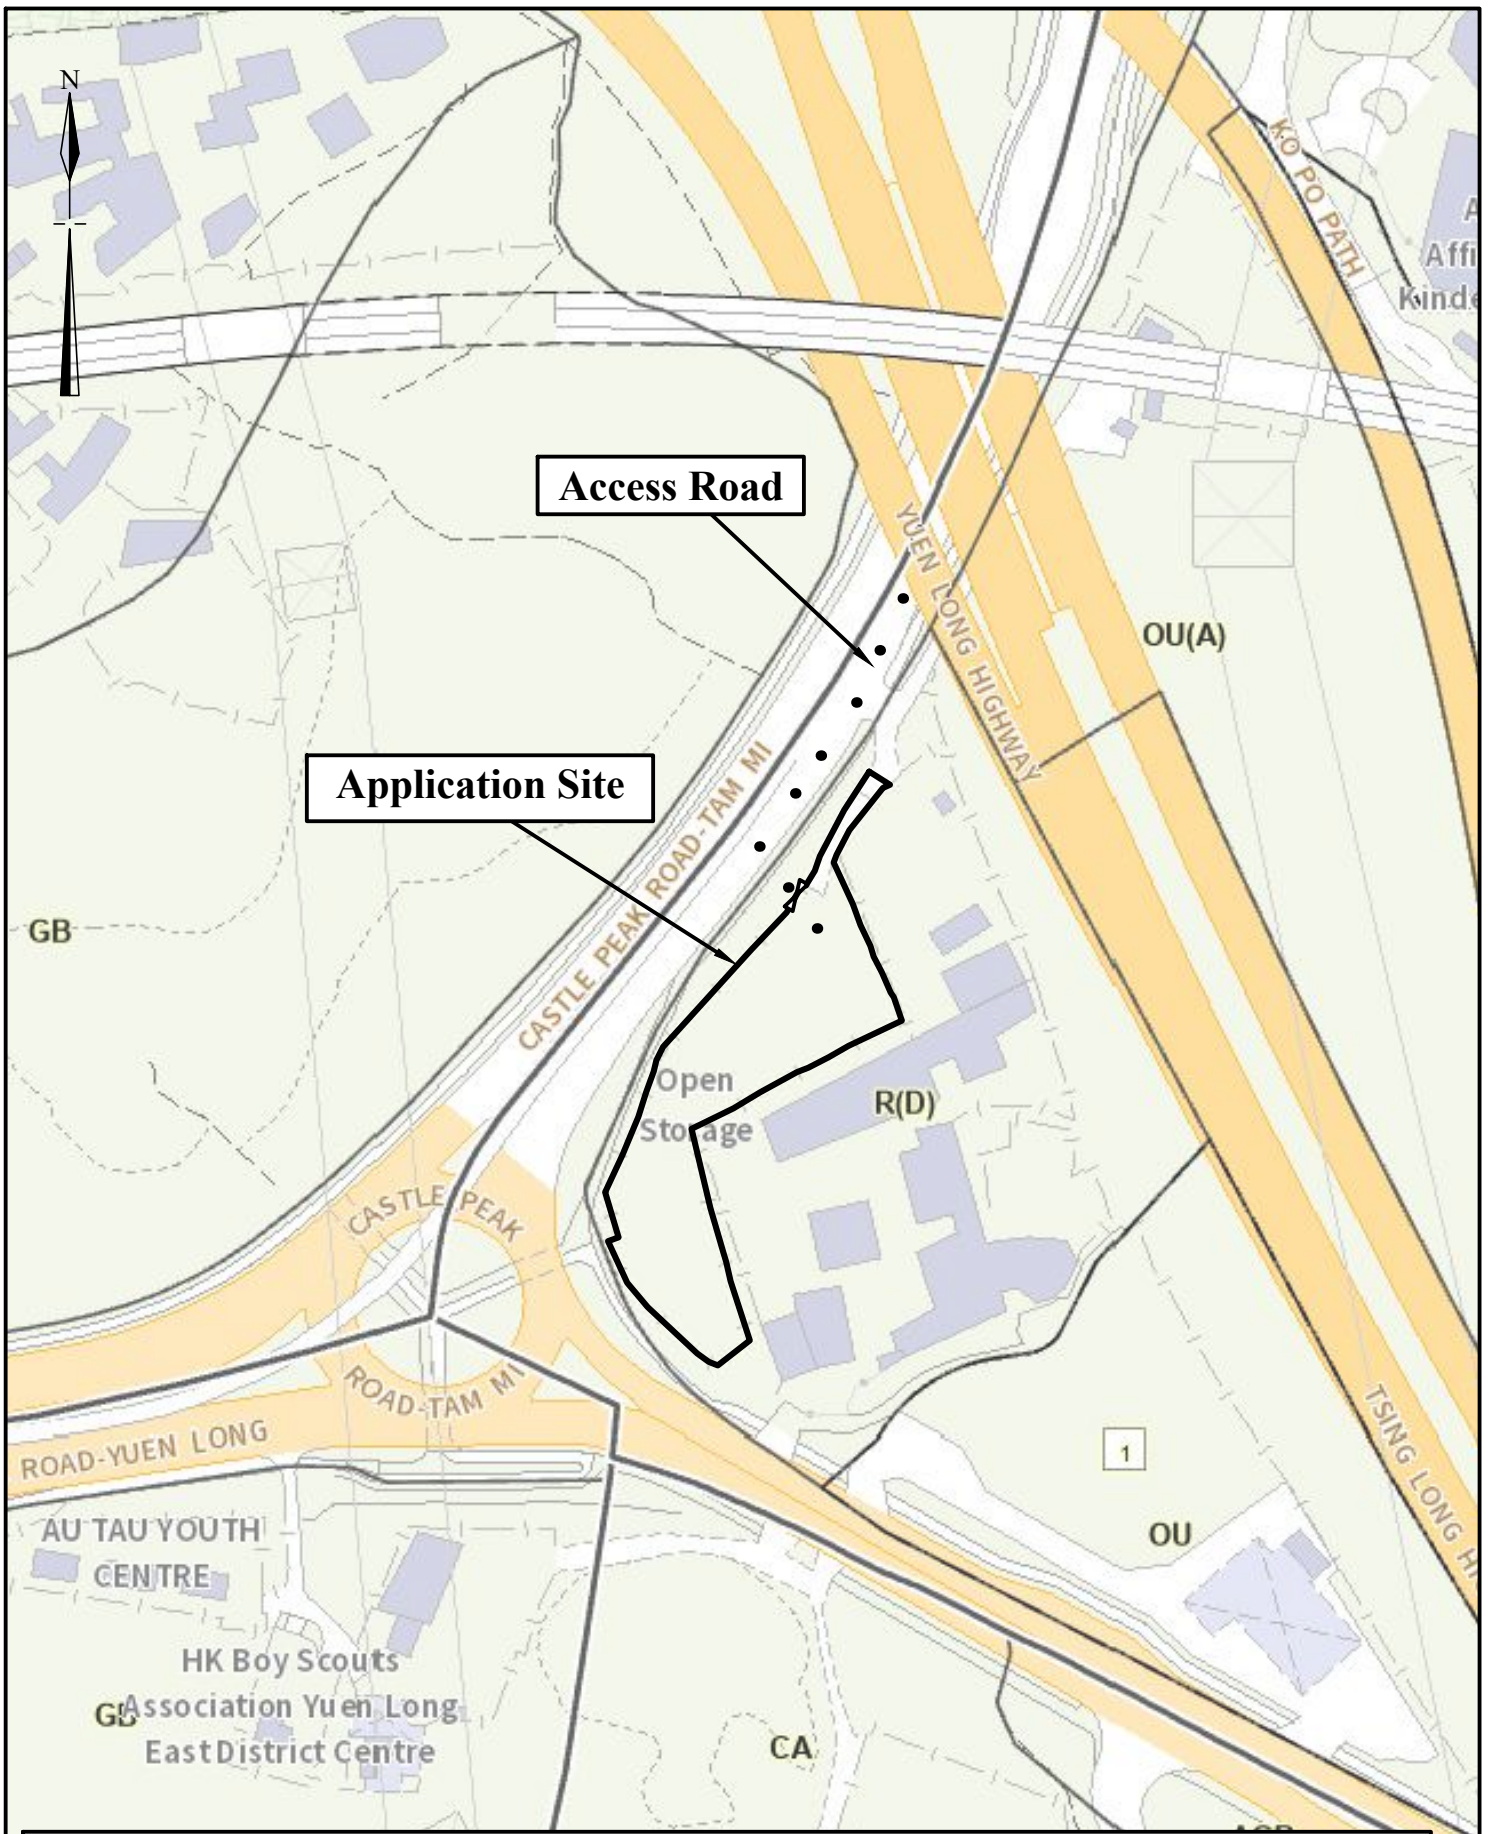 N
KO PO PATH
Affi
Kinde
Access Road
YUEN LONG HIGHWAY
OU(A)
Application Site
CASTLE PEAK ROAD-TAM MI
GB
Open
Storage
R(D)
CASTLE PEAK
ROAD-TAM MI
ROAD-YUEN LONG
TSING LONG H
1
AU TAU YOUTH
CENTRE
OU
HK Boy Scouts
Association Yuen Long
GB
East District Centre
CA